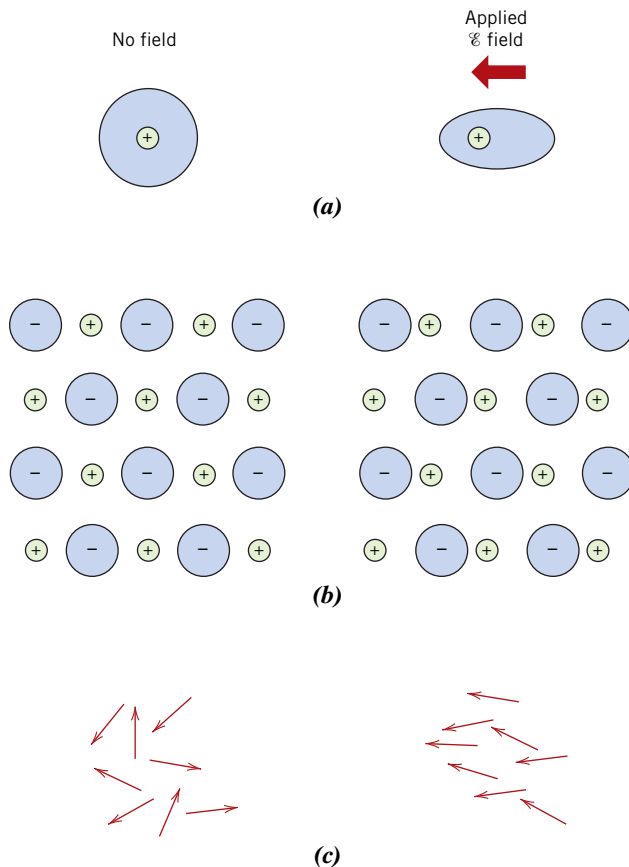 No field
Applied
ℰ field
+ +
(a)
− + − + −
− + − + −
+ − + − +
+ − + − +
− + − + −
− + − + −
+ − + − +
+ − + − +
(b)
(c)